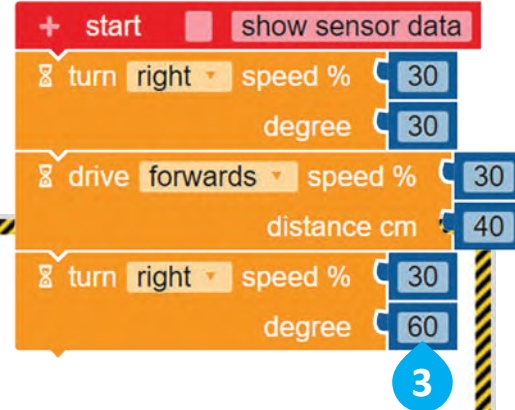 + start show sensor data
turn right speed % 30
degree 30
drive forwards speed % 30
distance cm 40
turn right speed % 30
degree 60
3